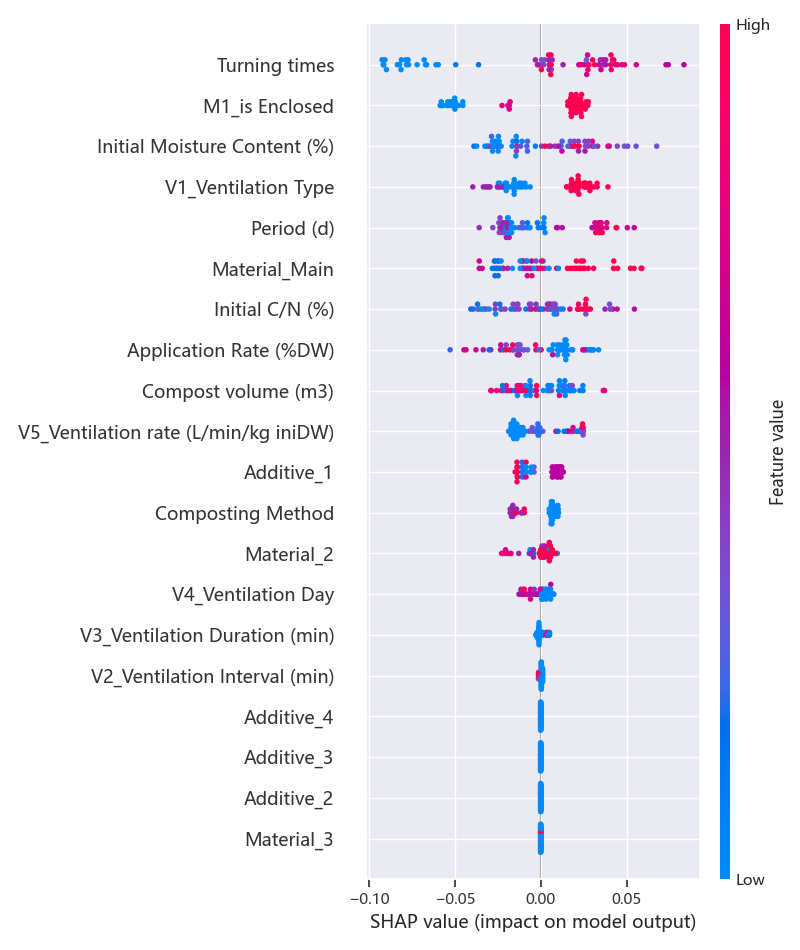 High
Turning times
M1_is Enclosed
Initial Moisture Content (%)
V1_Ventilation Type
Period (d)
Material_Main
Initial C/N (%)
Application Rate (%DW)
Compost volume (m3)
V5_Ventilation rate (L/min/kg iniDW)
Additive_1
Composting Method
Material_2
V4_Ventilation Day
V3_Ventilation Duration (min)
V2_Ventilation Interval (min)
Additive_4
Additive_3
Additive_2
Material_3
Feature value
Low
−0.10 −0.05 0.00 0.05
SHAP value (impact on model output)